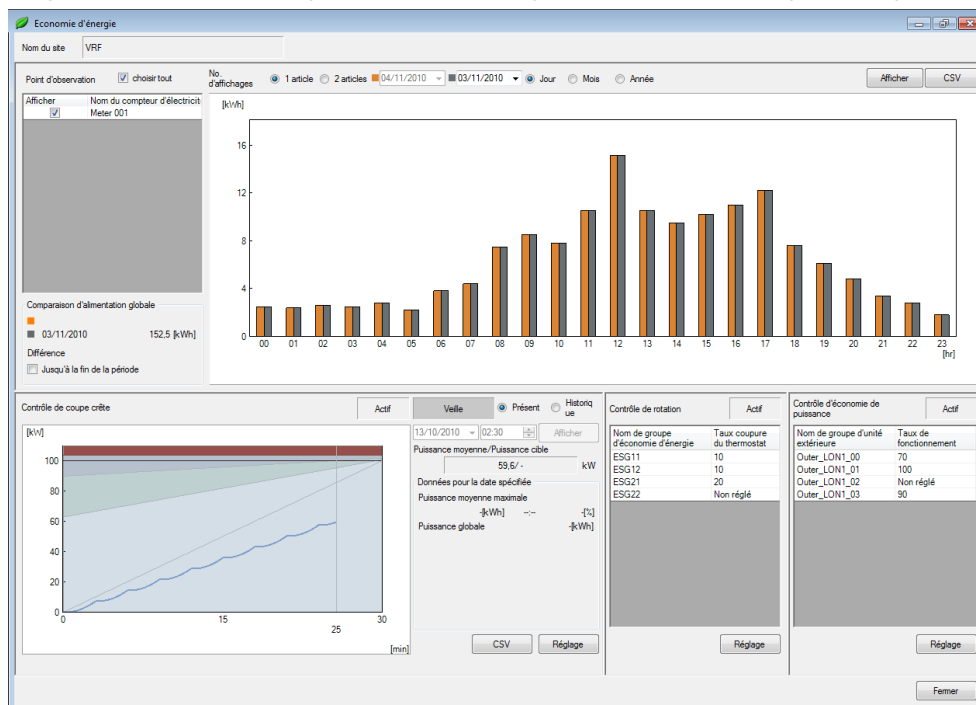 Economie d'énergie
Nom du site VRF
Point d'observation choisir tout
No. d'affichages 1 article 2 articles 04/11/2010 03/11/2010 Jour Mois Année Afficher CSV
Afficher Nom du compteur d'électricit
Meter 001
[kWh]
16
12
8
4
0
00 01 02 03 04 05 06 07 08 09 10 11 12 13 14 15 16 17 18 19 20 21 22 23
[hr]
Comparaison d'alimentation globale
03/11/2010 152,5 [kWh]
Différence
Jusqu'à la fin de la période
Contrôle de coupe crête Actif
[kW]
100
80
60
40
20
0
0 15 30
25
[min]
Veille Présent Historiq
ue
13/10/2010 02:30 Afficher
Puissance moyenne/Puissance cible
59,6/ - kW
Données pour la date spécifiée
Puissance moyenne maximale
-[kWh] --:-- -[%]
Puissance globale -[kWh]
CSV Réglage
Contrôle de rotation Actif
Nom de groupe Taux coupure
d'économie d'énergie du thermostat
ESG11 10
ESG12 10
ESG21 20
ESG22 Non réglé
Réglage
Contrôle d'économie de
puissance Actif
Nom de groupe d'unité Taux de
extérieure fonctionnement
Outer_LON1_00 70
Outer_LON1_01 100
Outer_LON1_02 Non réglé
Outer_LON1_03 90
Réglage
Fermer